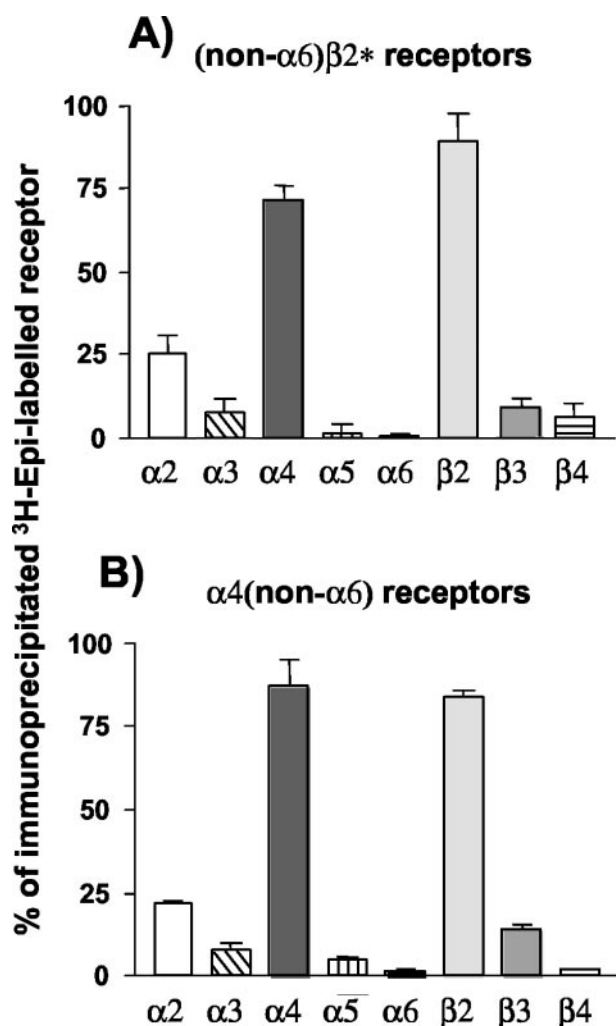 A)
(non-α6)β2* receptors
100
75
50
25
0
α2 α3 α4 α5 α6 β2 β3 β4
% of immunoprecipitated ³H-Epi-labelled receptor
B)
α4(non-α6) receptors
100
75
50
25
0
α2 α3 α4 α5 α6 β2 β3 β4